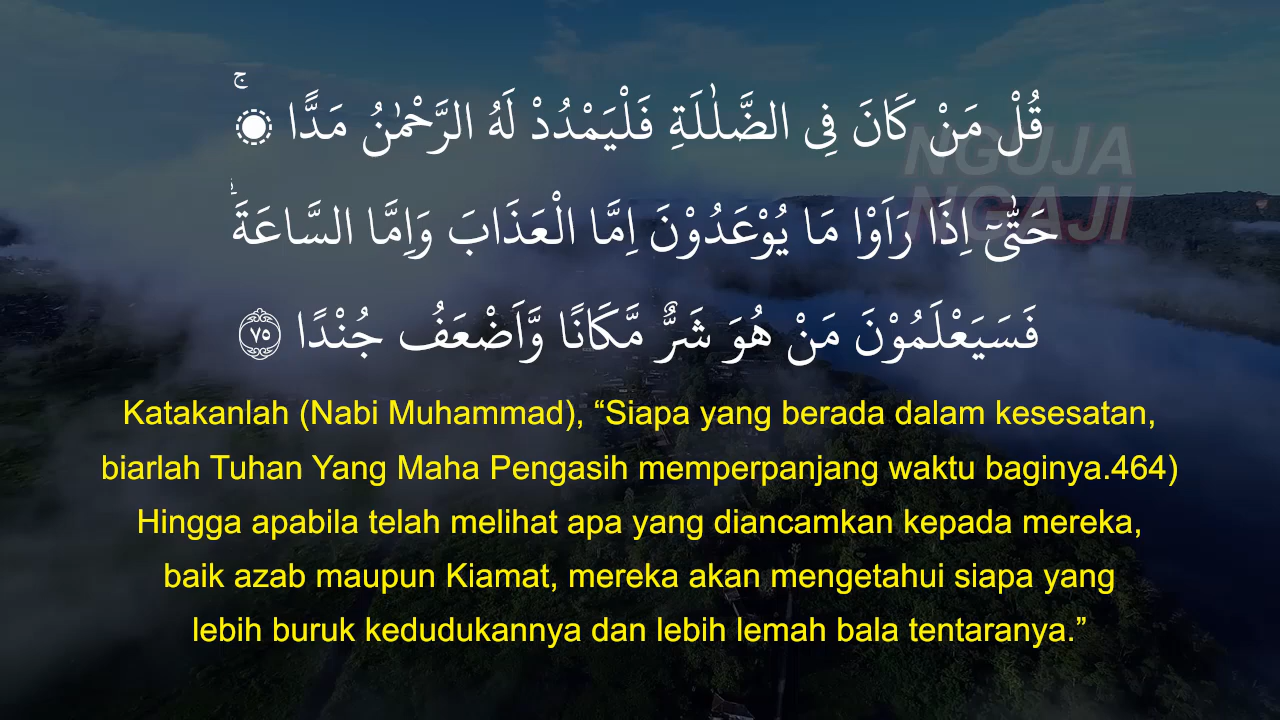 قُلْ مَنْ كَانَ فِى الضَّلٰلَةِ فَلْيَمْدُدْ لَهُ الرَّحْمٰنُ مَدًّا ۚ
حَتّٰىٓ اِذَا رَاَوْا مَا يُوْعَدُوْنَ اِمَّا الْعَذَابَ وَاِمَّا السَّاعَةَ ۗ
فَسَيَعْلَمُوْنَ مَنْ هُوَ شَرٌّ مَّكَانًا وَّاَضْعَفُ جُنْدًا ۝٧٥
NGUJA
NGAJI
Katakanlah (Nabi Muhammad), “Siapa yang berada dalam kesesatan,
biarlah Tuhan Yang Maha Pengasih memperpanjang waktu baginya.464)
Hingga apabila telah melihat apa yang diancamkan kepada mereka,
baik azab maupun Kiamat, mereka akan mengetahui siapa yang
lebih buruk kedudukannya dan lebih lemah bala tentaranya.”